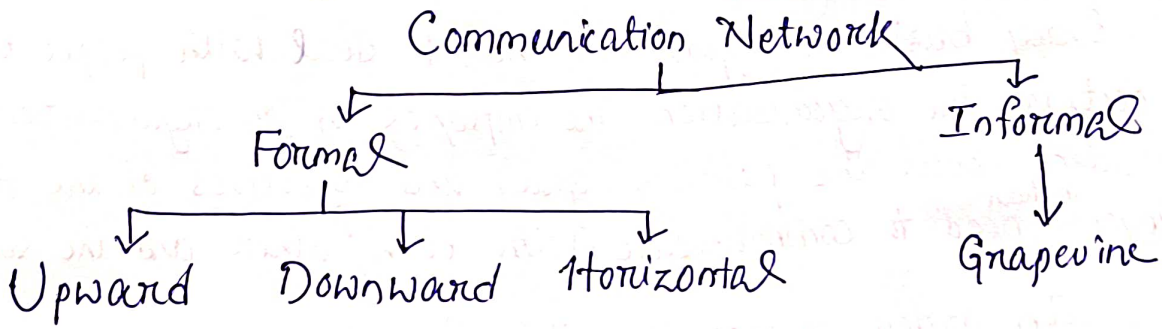 Communication Network
Formal Informal
Upward Downward Horizontal Grapevine